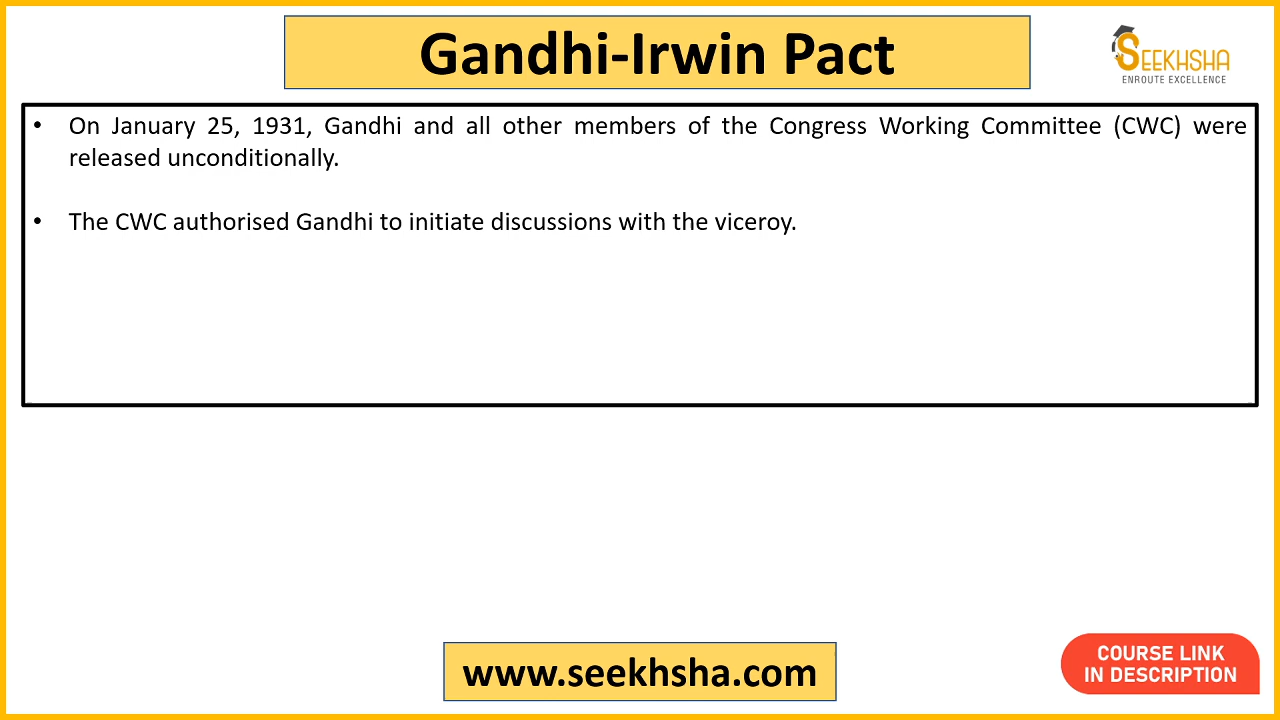 Gandhi-Irwin Pact
SEEKHSHA
ENROUTE EXCELLENCE
• On January 25, 1931, Gandhi and all other members of the Congress Working Committee (CWC) were
released unconditionally.
• The CWC authorised Gandhi to initiate discussions with the viceroy.
www.seekhsha.com
COURSE LINK
IN DESCRIPTION